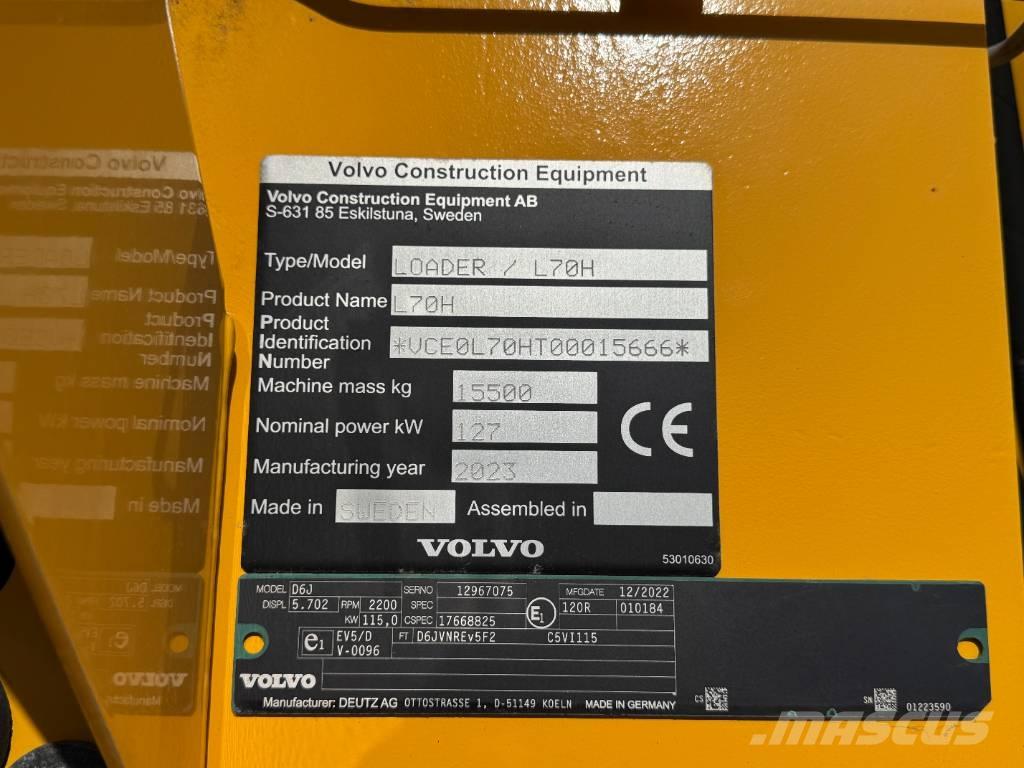 Volvo Construction Equipment
Volvo Construction Equipment AB
S-631 85 Eskilstuna, Sweden
Type/Model LOADER / L70H
Product Name L70H
Product
Identification *VCE0L70HT00015666*
Number
Machine mass kg 15500
Nominal power kW 127
Manufacturing year 2023
Made in SWEDEN Assembled in
CE
VOLVO
53010630
MODEL D6J SERNO 12967075 MFGDATE 12/2022
DISPL 5.702 RPM 2200 SPEC E1 120R 010184
KW 115,0 CSPEC 17668825
e1 EV5/D FT D6JVNREv5F2 C5VI115
V-0096
VOLVO
CS SN 01223590
Manufacturer: DEUTZ AG OTTOSTRASSE 1, D-51149 KOELN MADE IN GERMANY
MASCUS